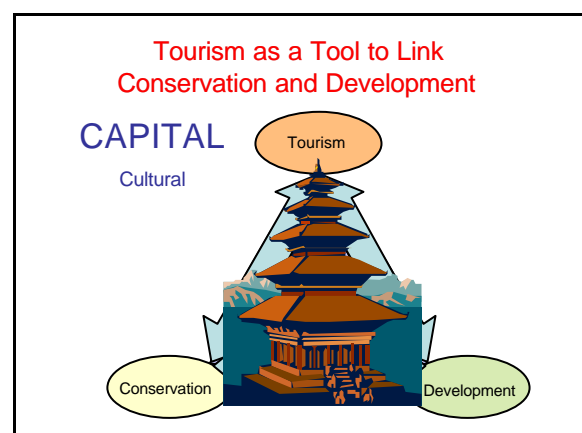 Tourism as a Tool to Link
Conservation and Development
CAPITAL
Cultural
Tourism
Conservation
Development